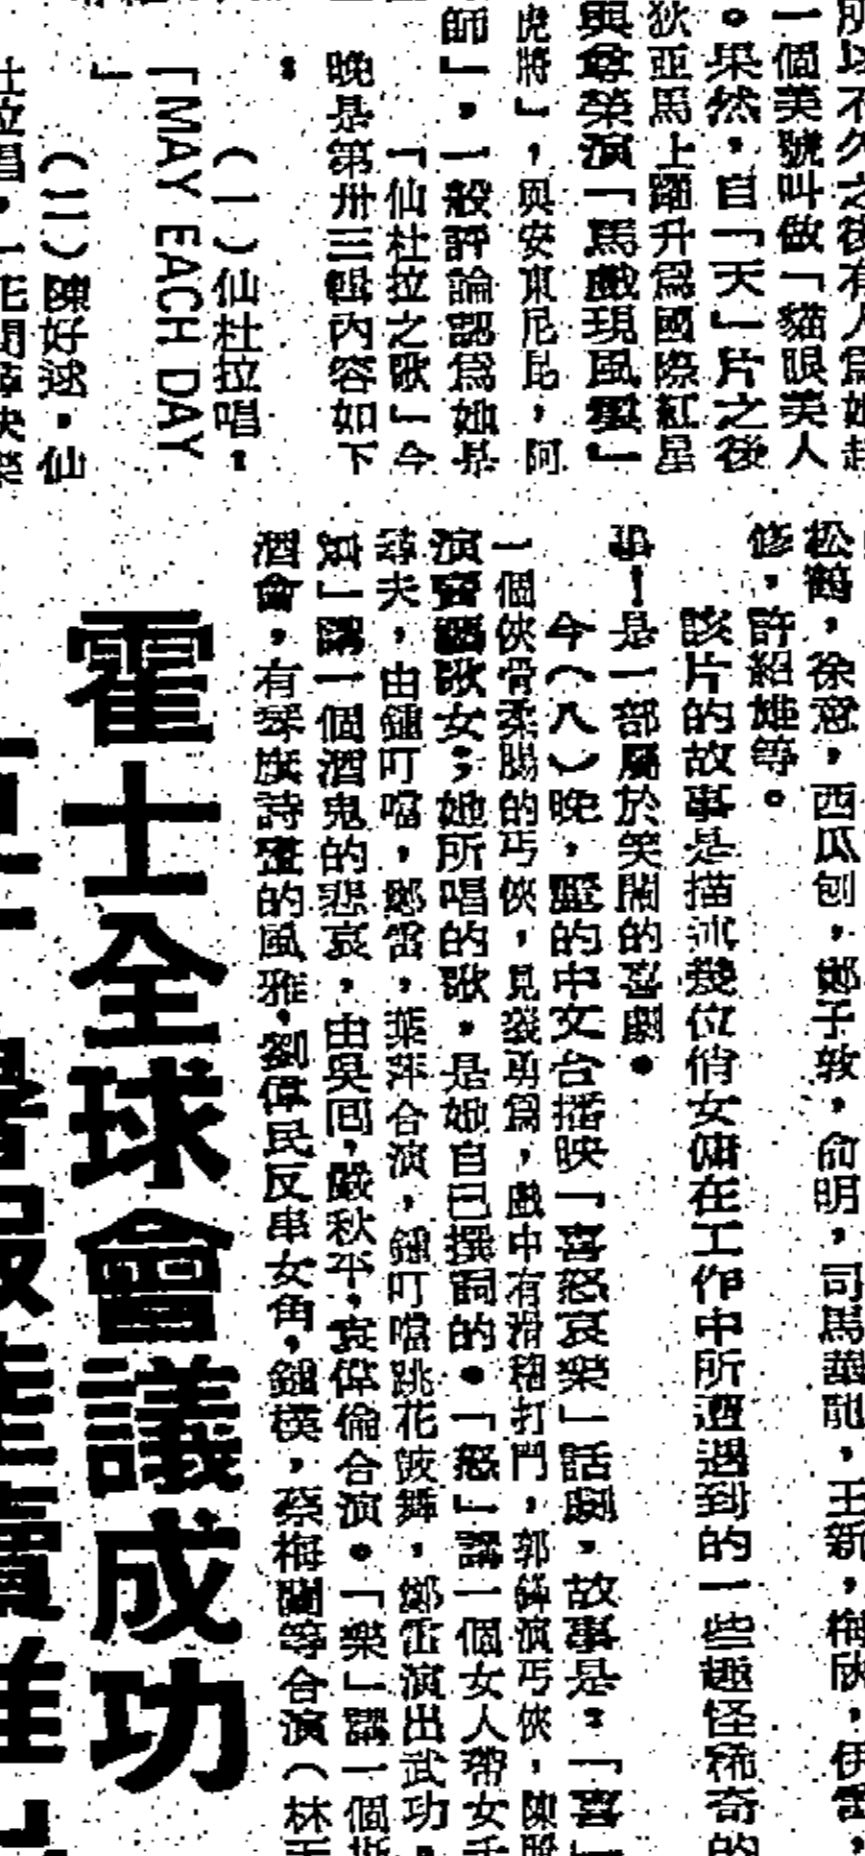 一個美號叫做「貓眼美人
。果然，自「天」片之後
狄亞馬上躍升爲國際紅星
演「馬戲現風雲」
虎將」，與安東尼昆，阿
師」，一般評論認爲她是
「仙杜拉之歌」今
晚是第卅三輯內容如下
：
（一）仙杜拉唱：
「MAY EACH DAY
」
（二）陳好逑，仙
松鶴，徐意，西瓜刨，鄭子敦，俞明，司馬華龍，王新，梅欣，伊雷，
修，許紹雄等。
該片的故事是描述幾位俏女傭在工作中所遭遇到的一些趣怪稀奇的
事！是一部屬於笑鬧的喜劇。
今（八）晚，麗的中文台播映「喜怒哀樂」話劇，故事是：「喜」
一個俠骨柔腸的丐俠，見義勇爲，戲中有滑稽打鬥，郭鋒演丐俠，陳
演賣唱歌女；她所唱的歌，是她自己撰詞的。「怒」講一個女人帶女
尋夫，由鍾叮噹，鄭雷，葉萍合演，鍾叮噹跳花鼓舞，鄭雷演出武功。
哀」講一個酒鬼的悲哀，由吳回，嚴秋平，袁偉倫合演。「樂」講一個
酒會，有琴旗詩畫的風雅，劉偉民反串女角，鍾樸，蔡梅蘭等合演（林
霍士全球會議成功